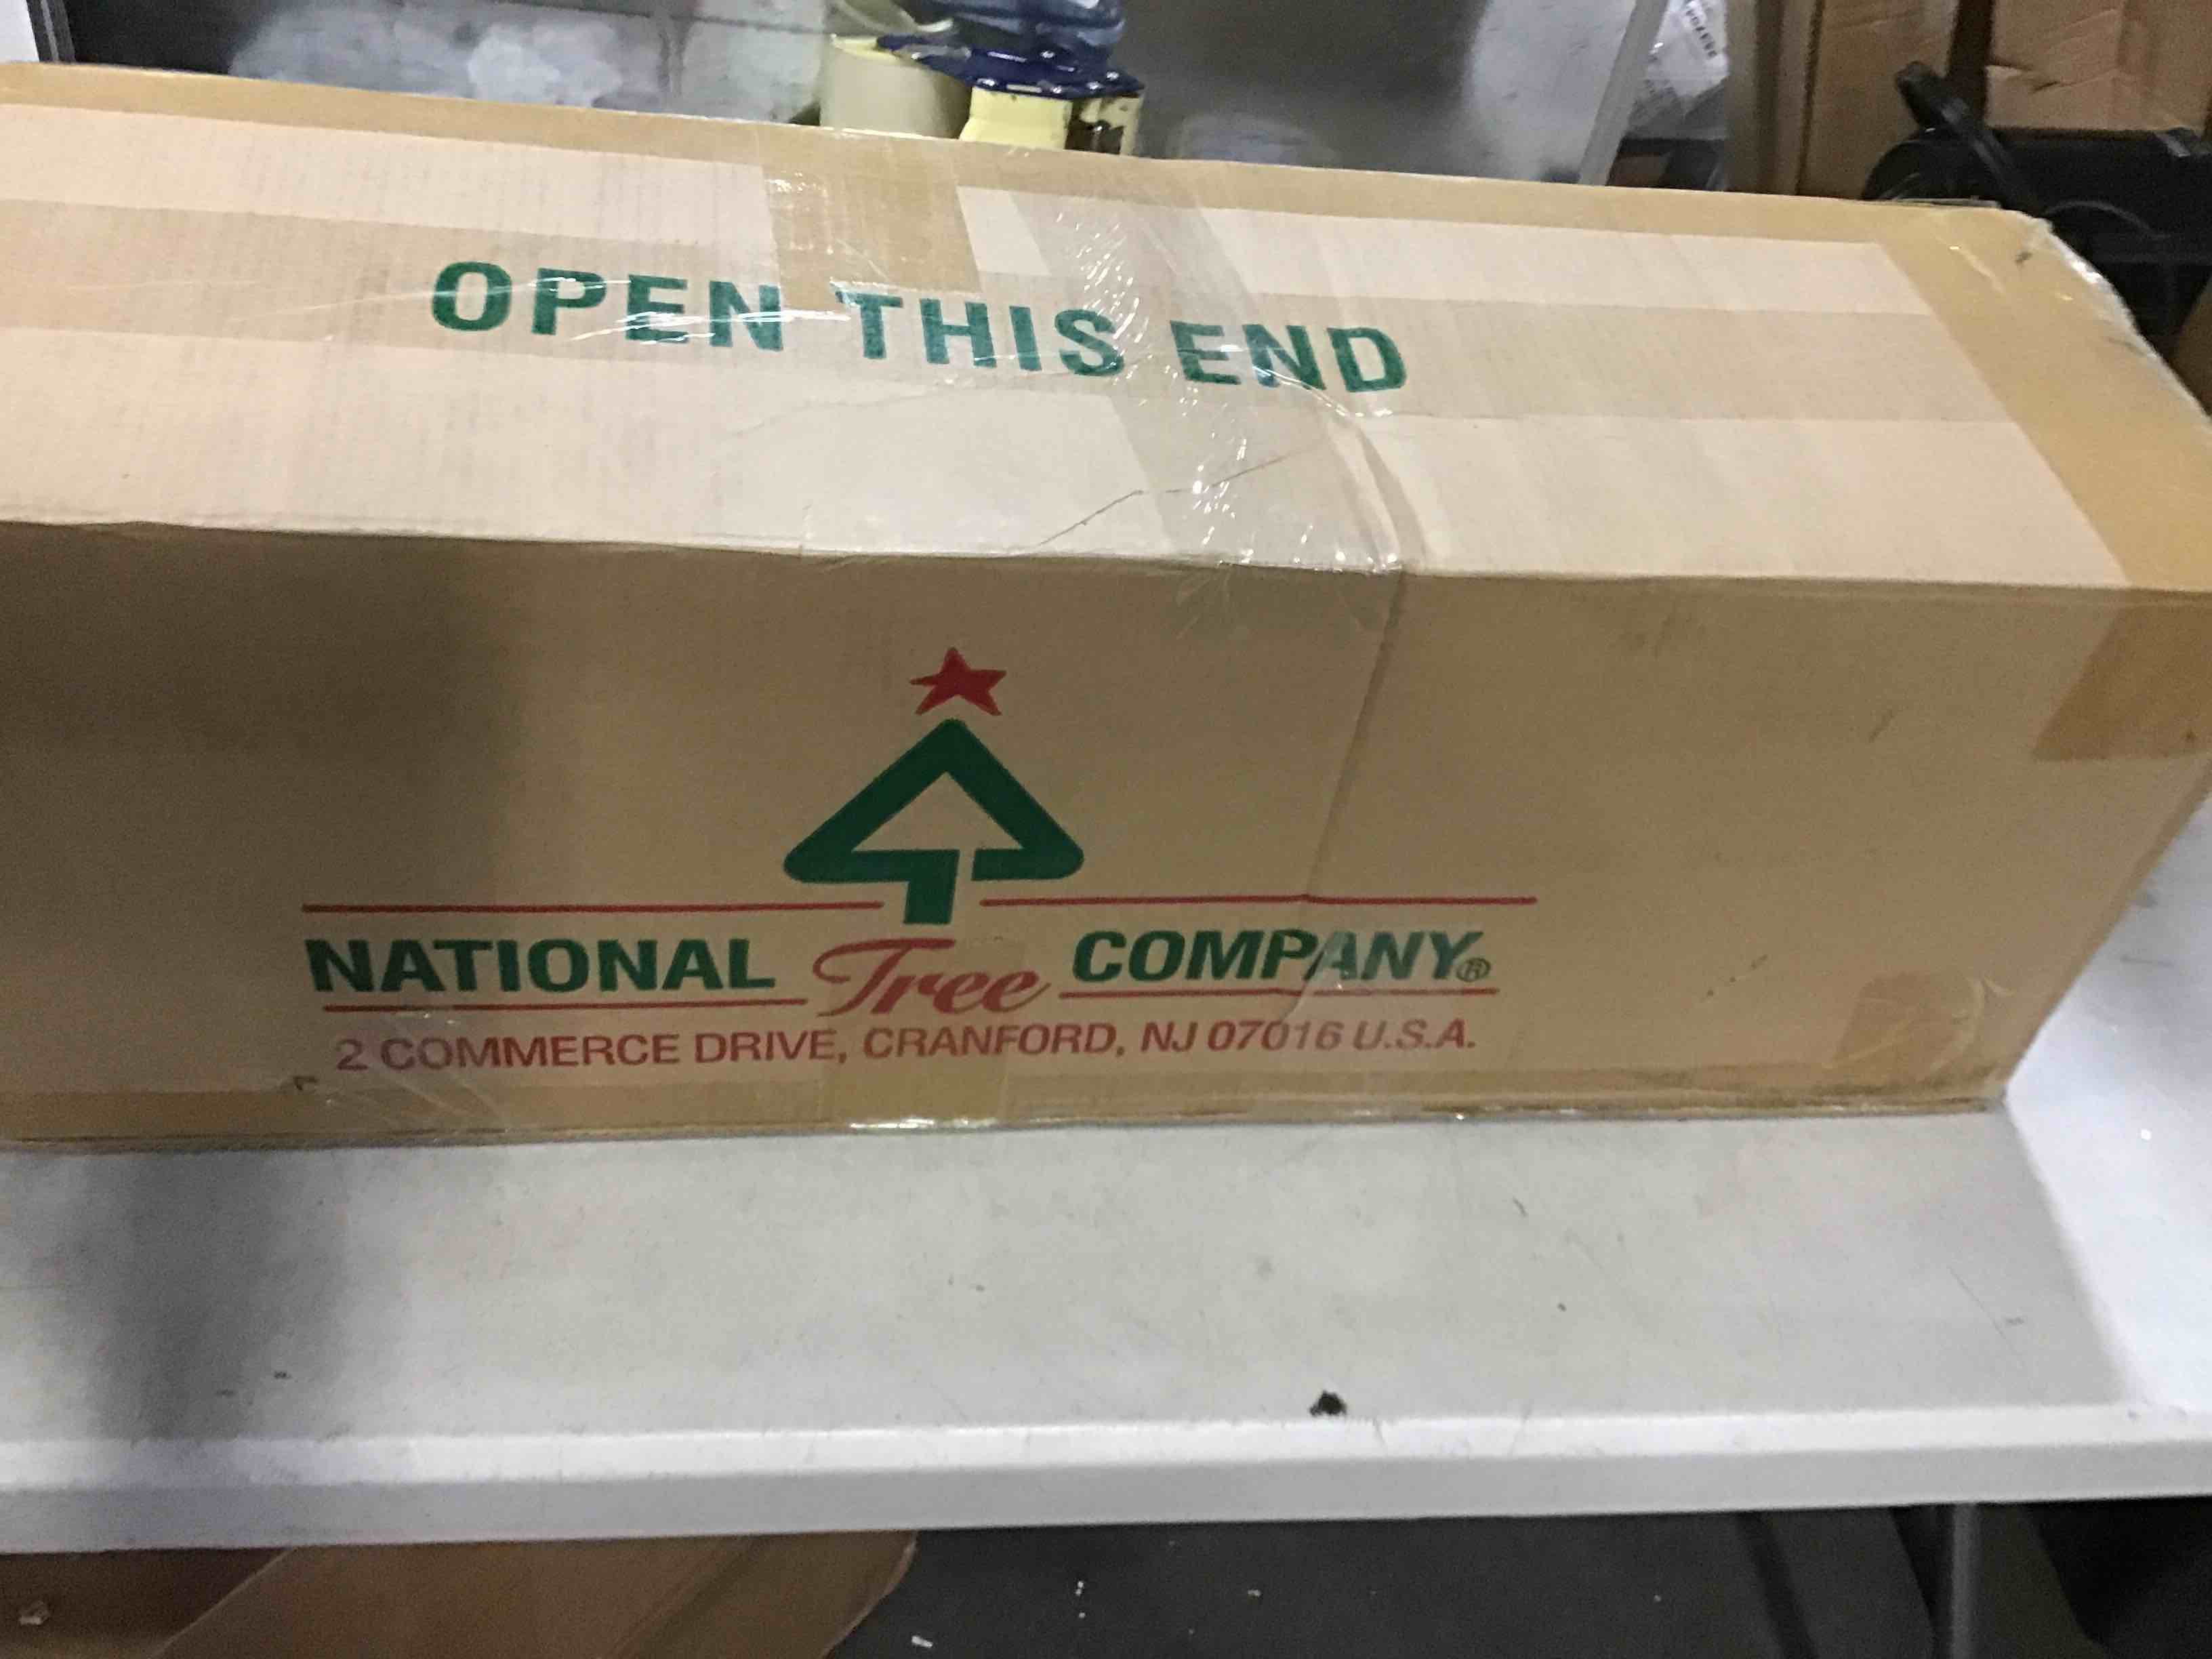 OPEN THIS END
NATIONAL Tree COMPANY®
2 COMMERCE DRIVE, CRANFORD, NJ 07016 U.S.A.